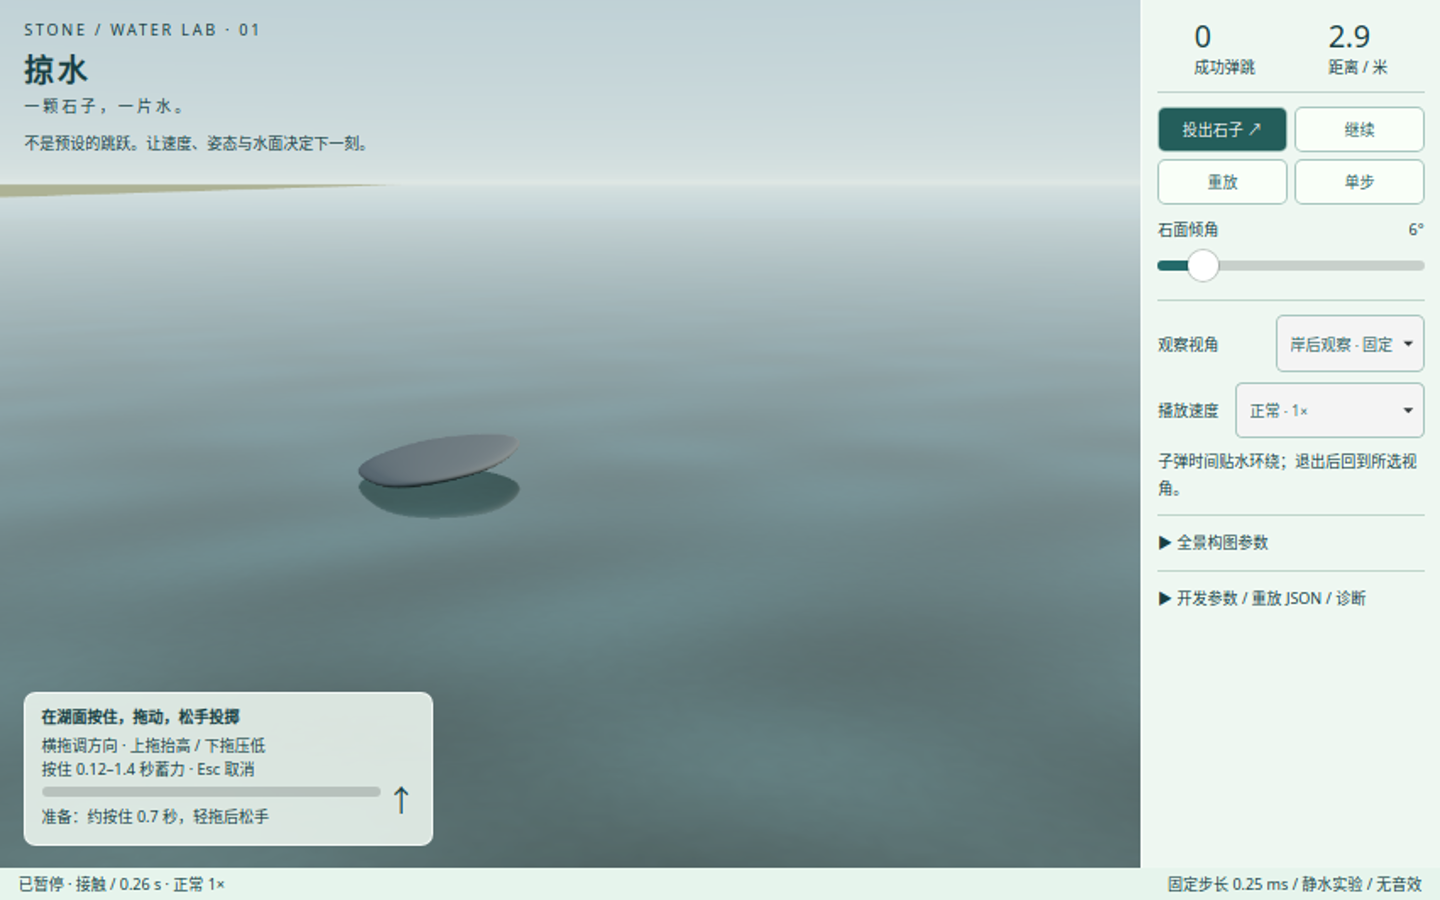 STONE / WATER LAB · 01
掠水
一颗石子，一片水。
不是预设的跳跃。让速度、姿态与水面决定下一刻。
0
成功弹跳
2.9
距离 / 米
投出石子 ↗
继续
重放
单步
石面倾角
6°
观察视角
岸后观察 · 固定
播放速度
正常 · 1×
子弹时间贴水环绕；退出后回到所选视
角。
▶ 全景构图参数
▶ 开发参数 / 重放 JSON / 诊断
在湖面按住，拖动，松手投掷
横拖调方向 · 上拖抬高 / 下拖压低
按住 0.12–1.4 秒蓄力 · Esc 取消
↑
准备：约按住 0.7 秒，轻拖后松手
已暂停 · 接触 / 0.26 s · 正常 1×
固定步长 0.25 ms / 静水实验 / 无音效